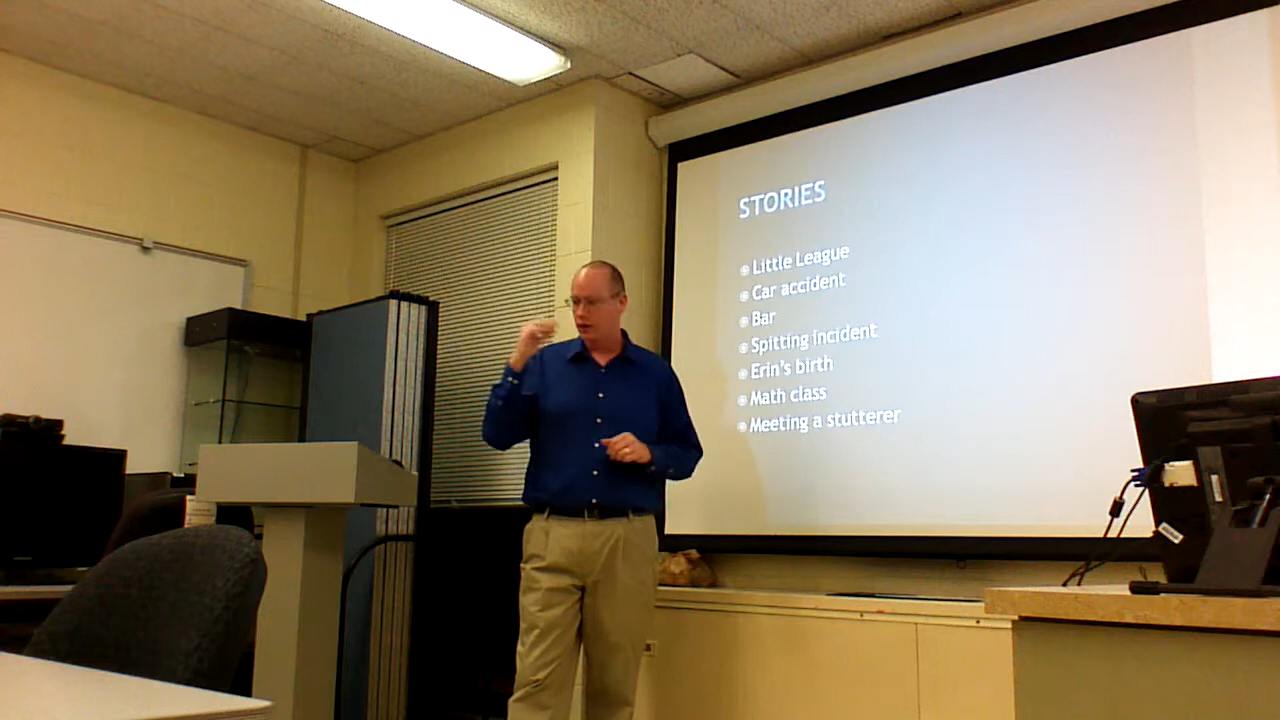 STORIES
Little League
Car accident
Bar
Spitting incident
Erin's birth
Math class
Meeting a stutterer